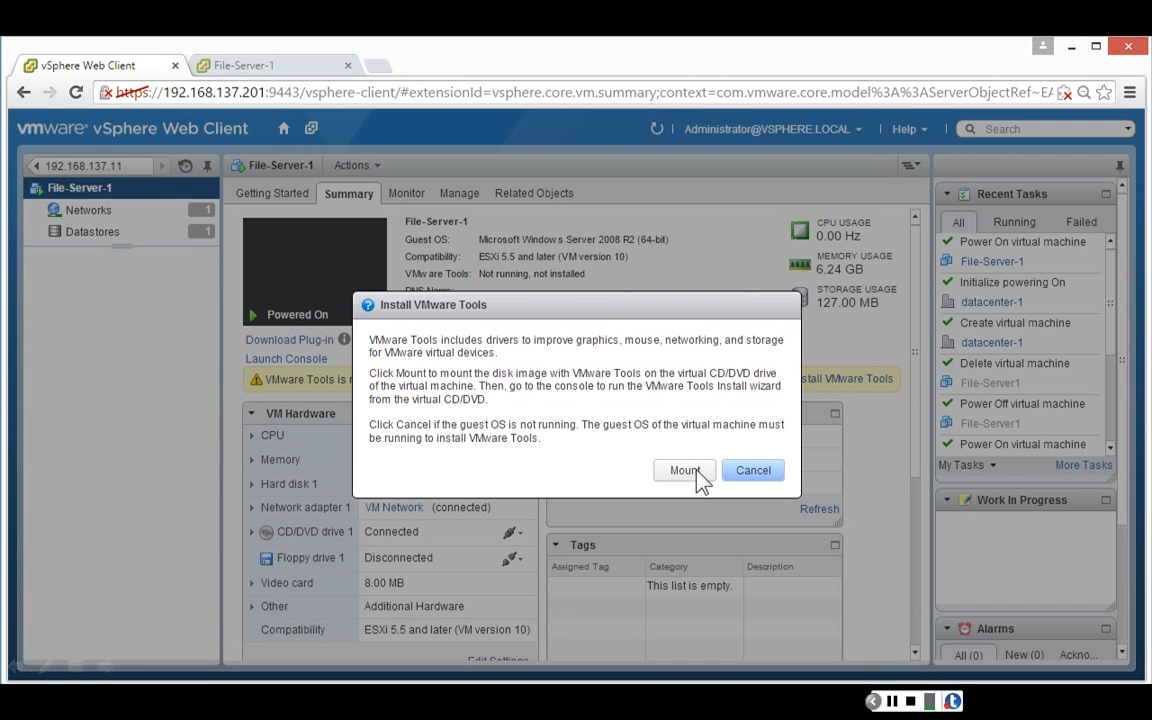 vSphere Web Client
File-Server-1
https://192.168.137.201:9443/vsphere-client/#extensionId=vsphere.core.vm.summary;context=com.vmware.core.model%3A%3AServerObjectRef~EA
vmware® vSphere Web Client
Administrator@VSPHERE.LOCAL
Help
Search
192.168.137.11
File-Server-1
Networks 1
Datastores 1
File-Server-1 Actions
Getting Started Summary Monitor Manage Related Objects
Powered On
Download Plug-in
Launch Console
File-Server-1
Guest OS: Microsoft Windows Server 2008 R2 (64-bit)
Compatibility: ESXi 5.5 and later (VM version 10)
VMware Tools: Not running, not installed
DNS Name:
CPU USAGE
0.00 Hz
MEMORY USAGE
6.24 GB
STORAGE USAGE
127.00 MB
VMware Tools is
stall VMware Tools
Install VMware Tools
VMware Tools includes drivers to improve graphics, mouse, networking, and storage
for VMware virtual devices.
Click Mount to mount the disk image with VMware Tools on the virtual CD/DVD drive
of the virtual machine. Then, go to the console to run the VMware Tools Install wizard
from the virtual CD/DVD.
Click Cancel if the guest OS is not running. The guest OS of the virtual machine must
be running to install VMware Tools.
Mount Cancel
VM Hardware
CPU
Memory
Hard disk 1
Network adapter 1 VM Network (connected)
CD/DVD drive 1 Connected
Floppy drive 1 Disconnected
Video card 8.00 MB
Other Additional Hardware
Compatibility ESXi 5.5 and later (VM version 10)
Edit Settings
Refresh
Tags
Assigned Tag Category Description
This list is empty.
Recent Tasks
All Running Failed
Power On virtual machine
File-Server-1
Initialize powering On
datacenter-1
Create virtual machine
datacenter-1
Delete virtual machine
File-Server1
Power Off virtual machine
File-Server1
Power On virtual machine
My Tasks More Tasks
Work In Progress
Alarms
All (0) New (0) Ackno...